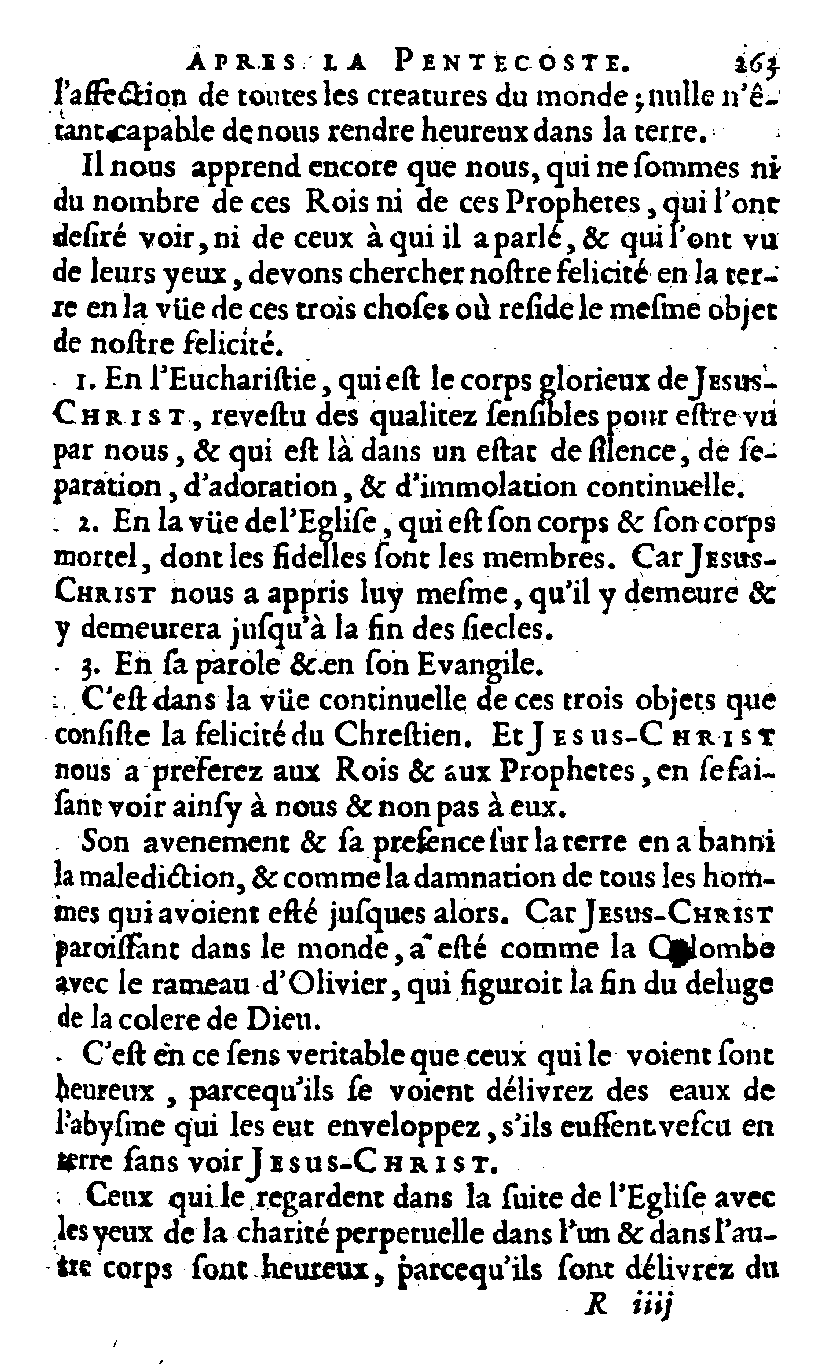 APRES LA PENTECOSTE. 263
l'affection de toutes les creatures du monde ; nulle n'ê-
tant capable de nous rendre heureux dans la terre.
Il nous apprend encore que nous, qui ne ſommes ni
du nombre de ces Rois ni de ces Prophetes, qui l'ont
deſiré voir, ni de ceux à qui il a parlé, & qui l'ont vu
de leurs yeux, devons chercher noſtre felicité en la ter-
re en la vüe de ces trois choſes où reſide le meſme objet
de noſtre felicité.
1. En l'Euchariſtie, qui eſt le corps glorieux de JESUS-
CHRIST, reveſtu des qualitez ſenſibles pour eſtre vû
par nous, & qui eſt là dans un eſtat de ſilence, de ſe-
paration, d'adoration, & d'immolation continuelle.
2. En la vüe de l'Egliſe, qui eſt ſon corps & ſon corps
mortel, dont les fidelles ſont les membres. Car JESUS-
CHRIST nous a appris luy meſme, qu'il y demeure &
y demeurera juſqu'à la fin des ſiecles.
3. En ſa parole & en ſon Evangile.
C'eſt dans la vüe continuelle de ces trois objets que
conſiſte la felicité du Chreſtien. Et JESUS-CHRIST
nous a preferez aux Rois & aux Prophetes, en ſe fai-
ſant voir ainſy à nous & non pas à eux.
Son avenement & ſa preſence ſur la terre en a banni
la malediction, & comme la damnation de tous les hom-
mes qui avoient eſté juſques alors. Car JESUS-CHRIST
paroiſſant dans le monde, a eſté comme la Colombe
avec le rameau d'Olivier, qui figuroit la fin du deluge
de la colere de Dieu.
C'eſt en ce ſens veritable que ceux qui le voient ſont
heureux, parcequ'ils ſe voient délivrez des eaux de
l'abyſme qui les eut enveloppez, s'ils euſſent veſcu en
terre ſans voir JESUS-CHRIST.
Ceux qui le regardent dans la ſuite de l'Egliſe avec
les yeux de la charité perpetuelle dans l'un & dans l'au-
tre corps ſont heureux, parcequ'ils ſont délivrez du
R iiij